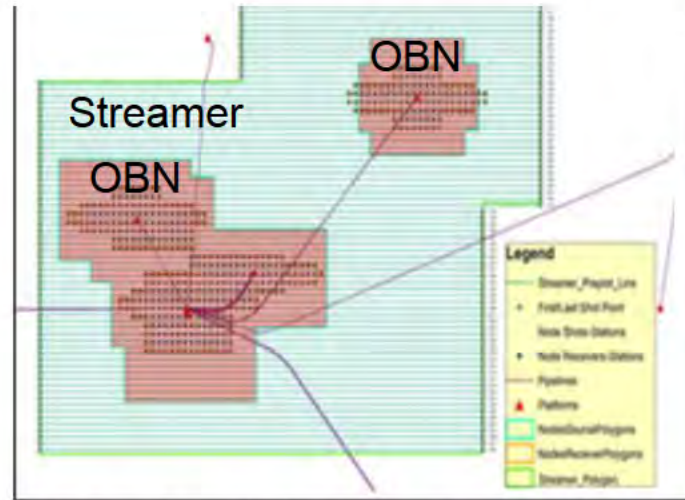 OBN
Streamer
OBN
Legend
Streamer_Preplot_Line
First/Last Shot Point
Node Shots Stations
Node Receivers Stations
Pipelines
Platforms
NodesSourcePolygons
NodesReceiverPolygons
Streamer_Polygon